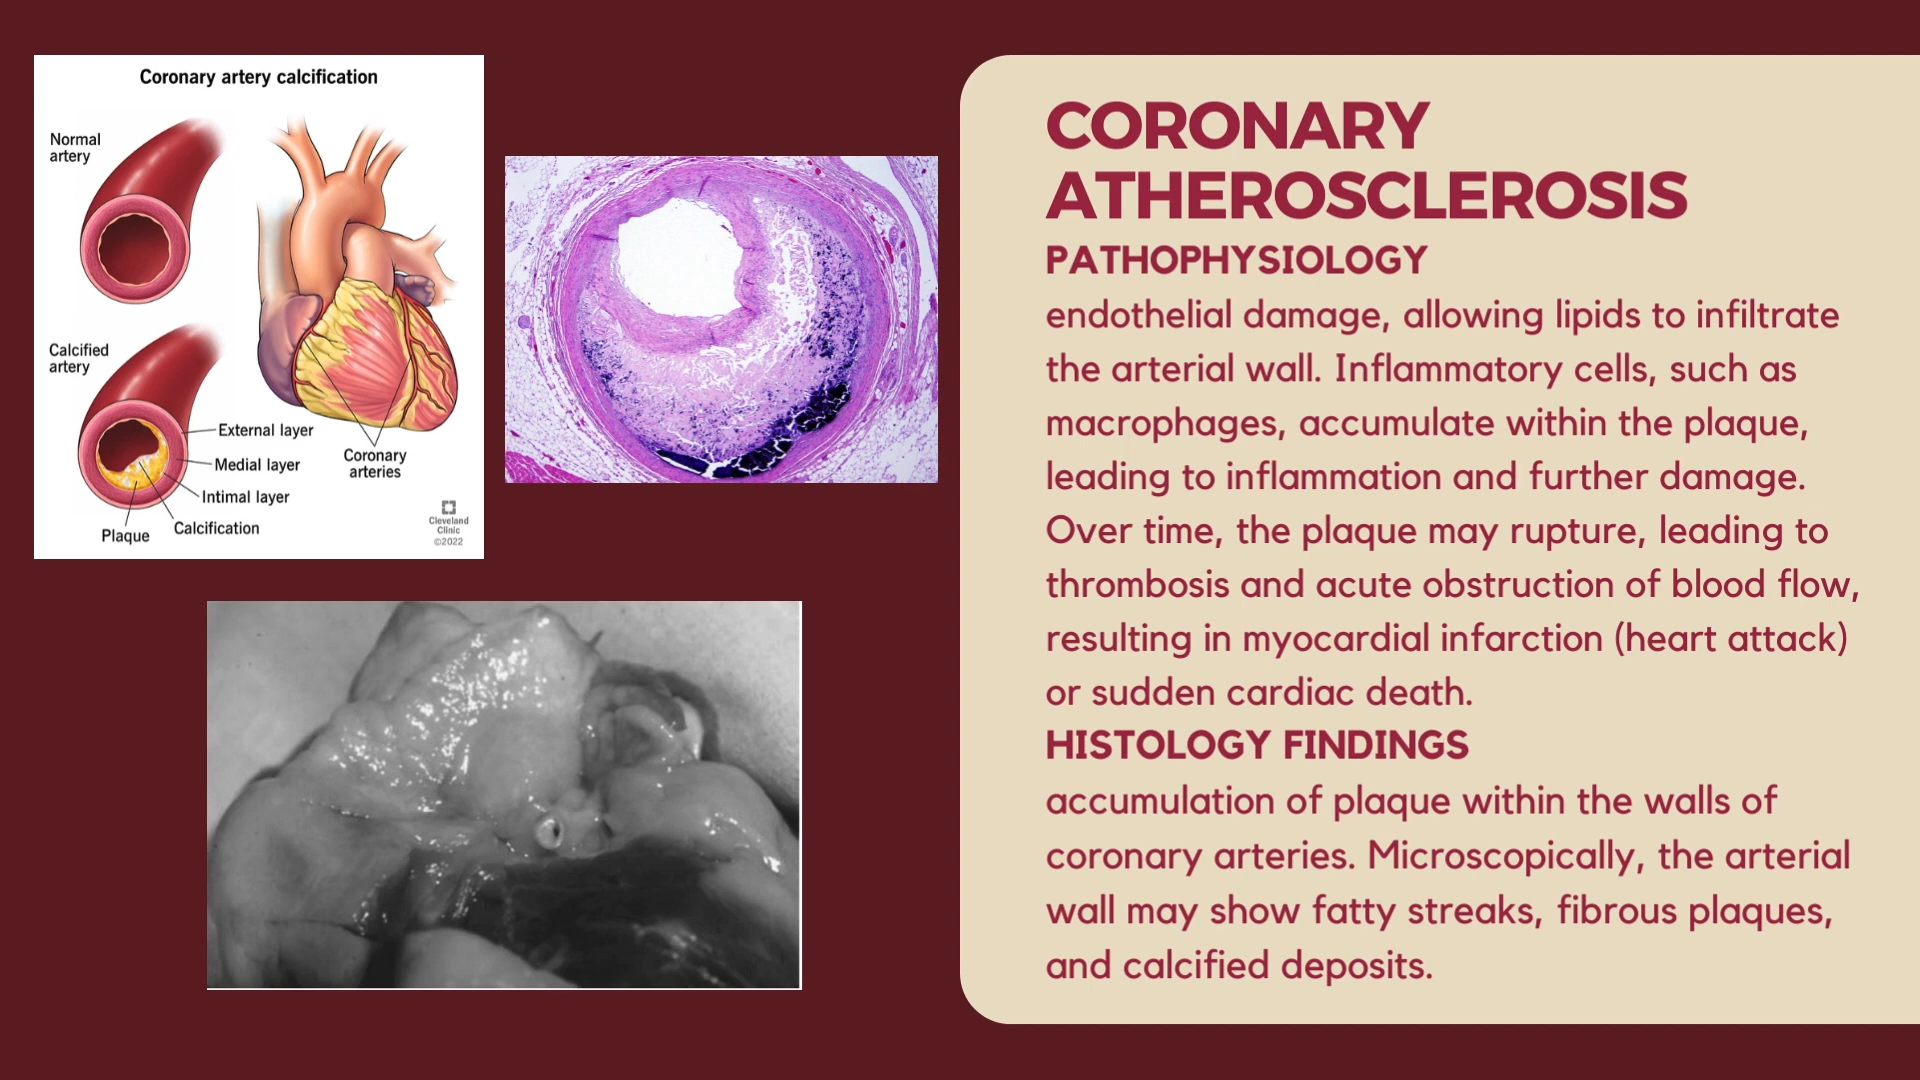 Coronary artery calcification
Normal
artery
Calcified
artery
External layer
Medial layer
Intimal layer
Calcification
Plaque
Coronary
arteries
Cleveland
Clinic
©2022
CORONARY
ATHEROSCLEROSIS
PATHOPHYSIOLOGY
endothelial damage, allowing lipids to infiltrate
the arterial wall. Inflammatory cells, such as
macrophages, accumulate within the plaque,
leading to inflammation and further damage.
Over time, the plaque may rupture, leading to
thrombosis and acute obstruction of blood flow,
resulting in myocardial infarction (heart attack)
or sudden cardiac death.
HISTOLOGY FINDINGS
accumulation of plaque within the walls of
coronary arteries. Microscopically, the arterial
wall may show fatty streaks, fibrous plaques,
and calcified deposits.